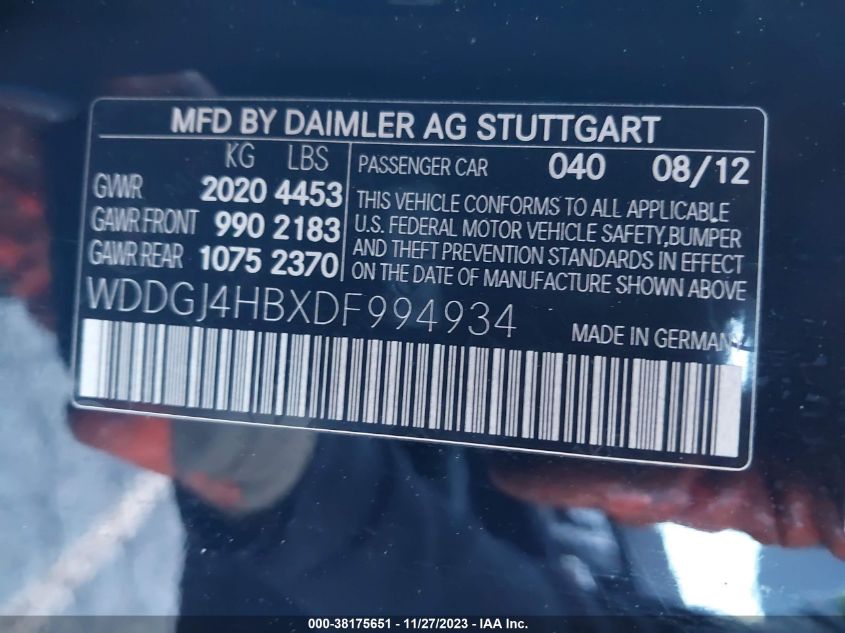 MFD BY DAIMLER AG STUTTGART
KG LBS
GVWR 2020 4453
GAWR FRONT 990 2183
GAWR REAR 1075 2370
PASSENGER CAR 040 08/12
THIS VEHICLE CONFORMS TO ALL APPLICABLE
U.S. FEDERAL MOTOR VEHICLE SAFETY,BUMPER
AND THEFT PREVENTION STANDARDS IN EFFECT
ON THE DATE OF MANUFACTURE SHOWN ABOVE
WDDGJ4HBXDF994934
MADE IN GERMANY
000-38175651 - 11/27/2023 - IAA Inc.